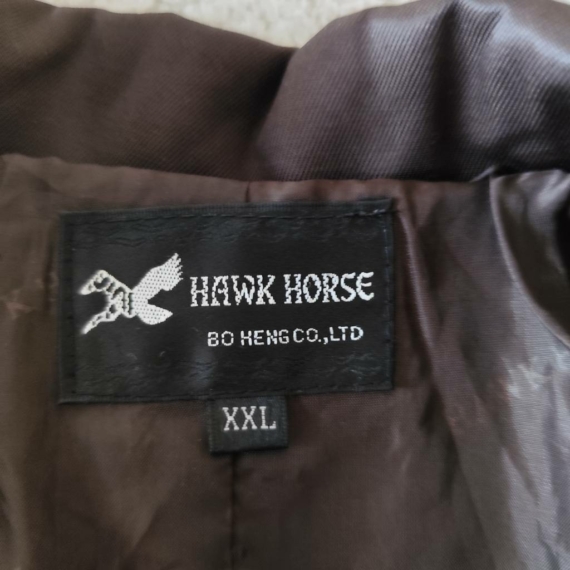 HAWK HORSE
BO HENG CO.,LTD
XXL